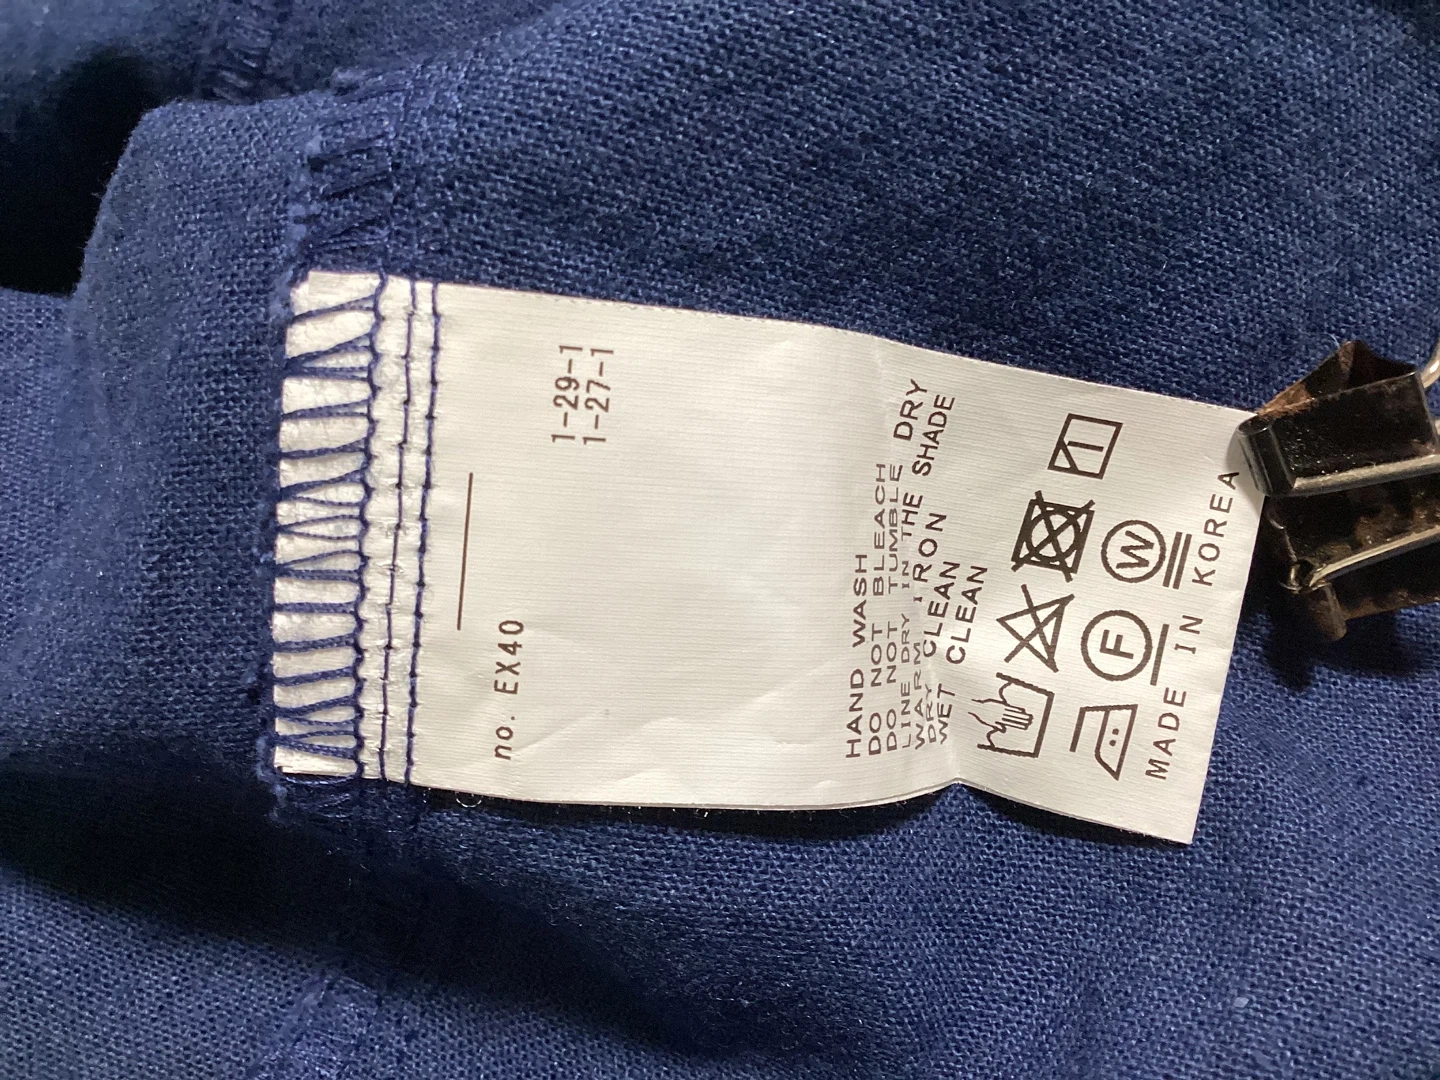 no. EX40
1-29-1
1-27-1
HAND WASH
DO NOT BLEACH
DO NOT TUMBLE DRY
LINE DRY IN THE SHADE
WARM IRON
DRY CLEAN
WET CLEAN
F
W
MADE IN KOREA